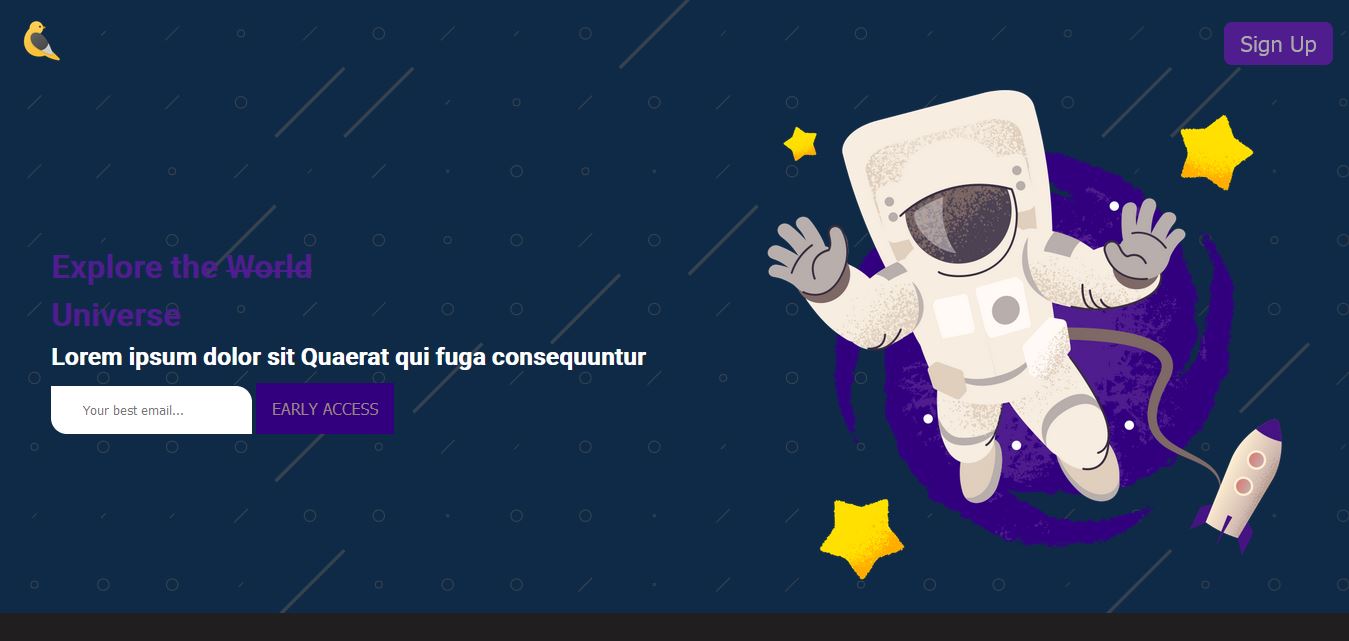 Sign Up
Explore the World
Universe
Lorem ipsum dolor sit Quaerat qui fuga consequuntur
Your best email...
EARLY ACCESS